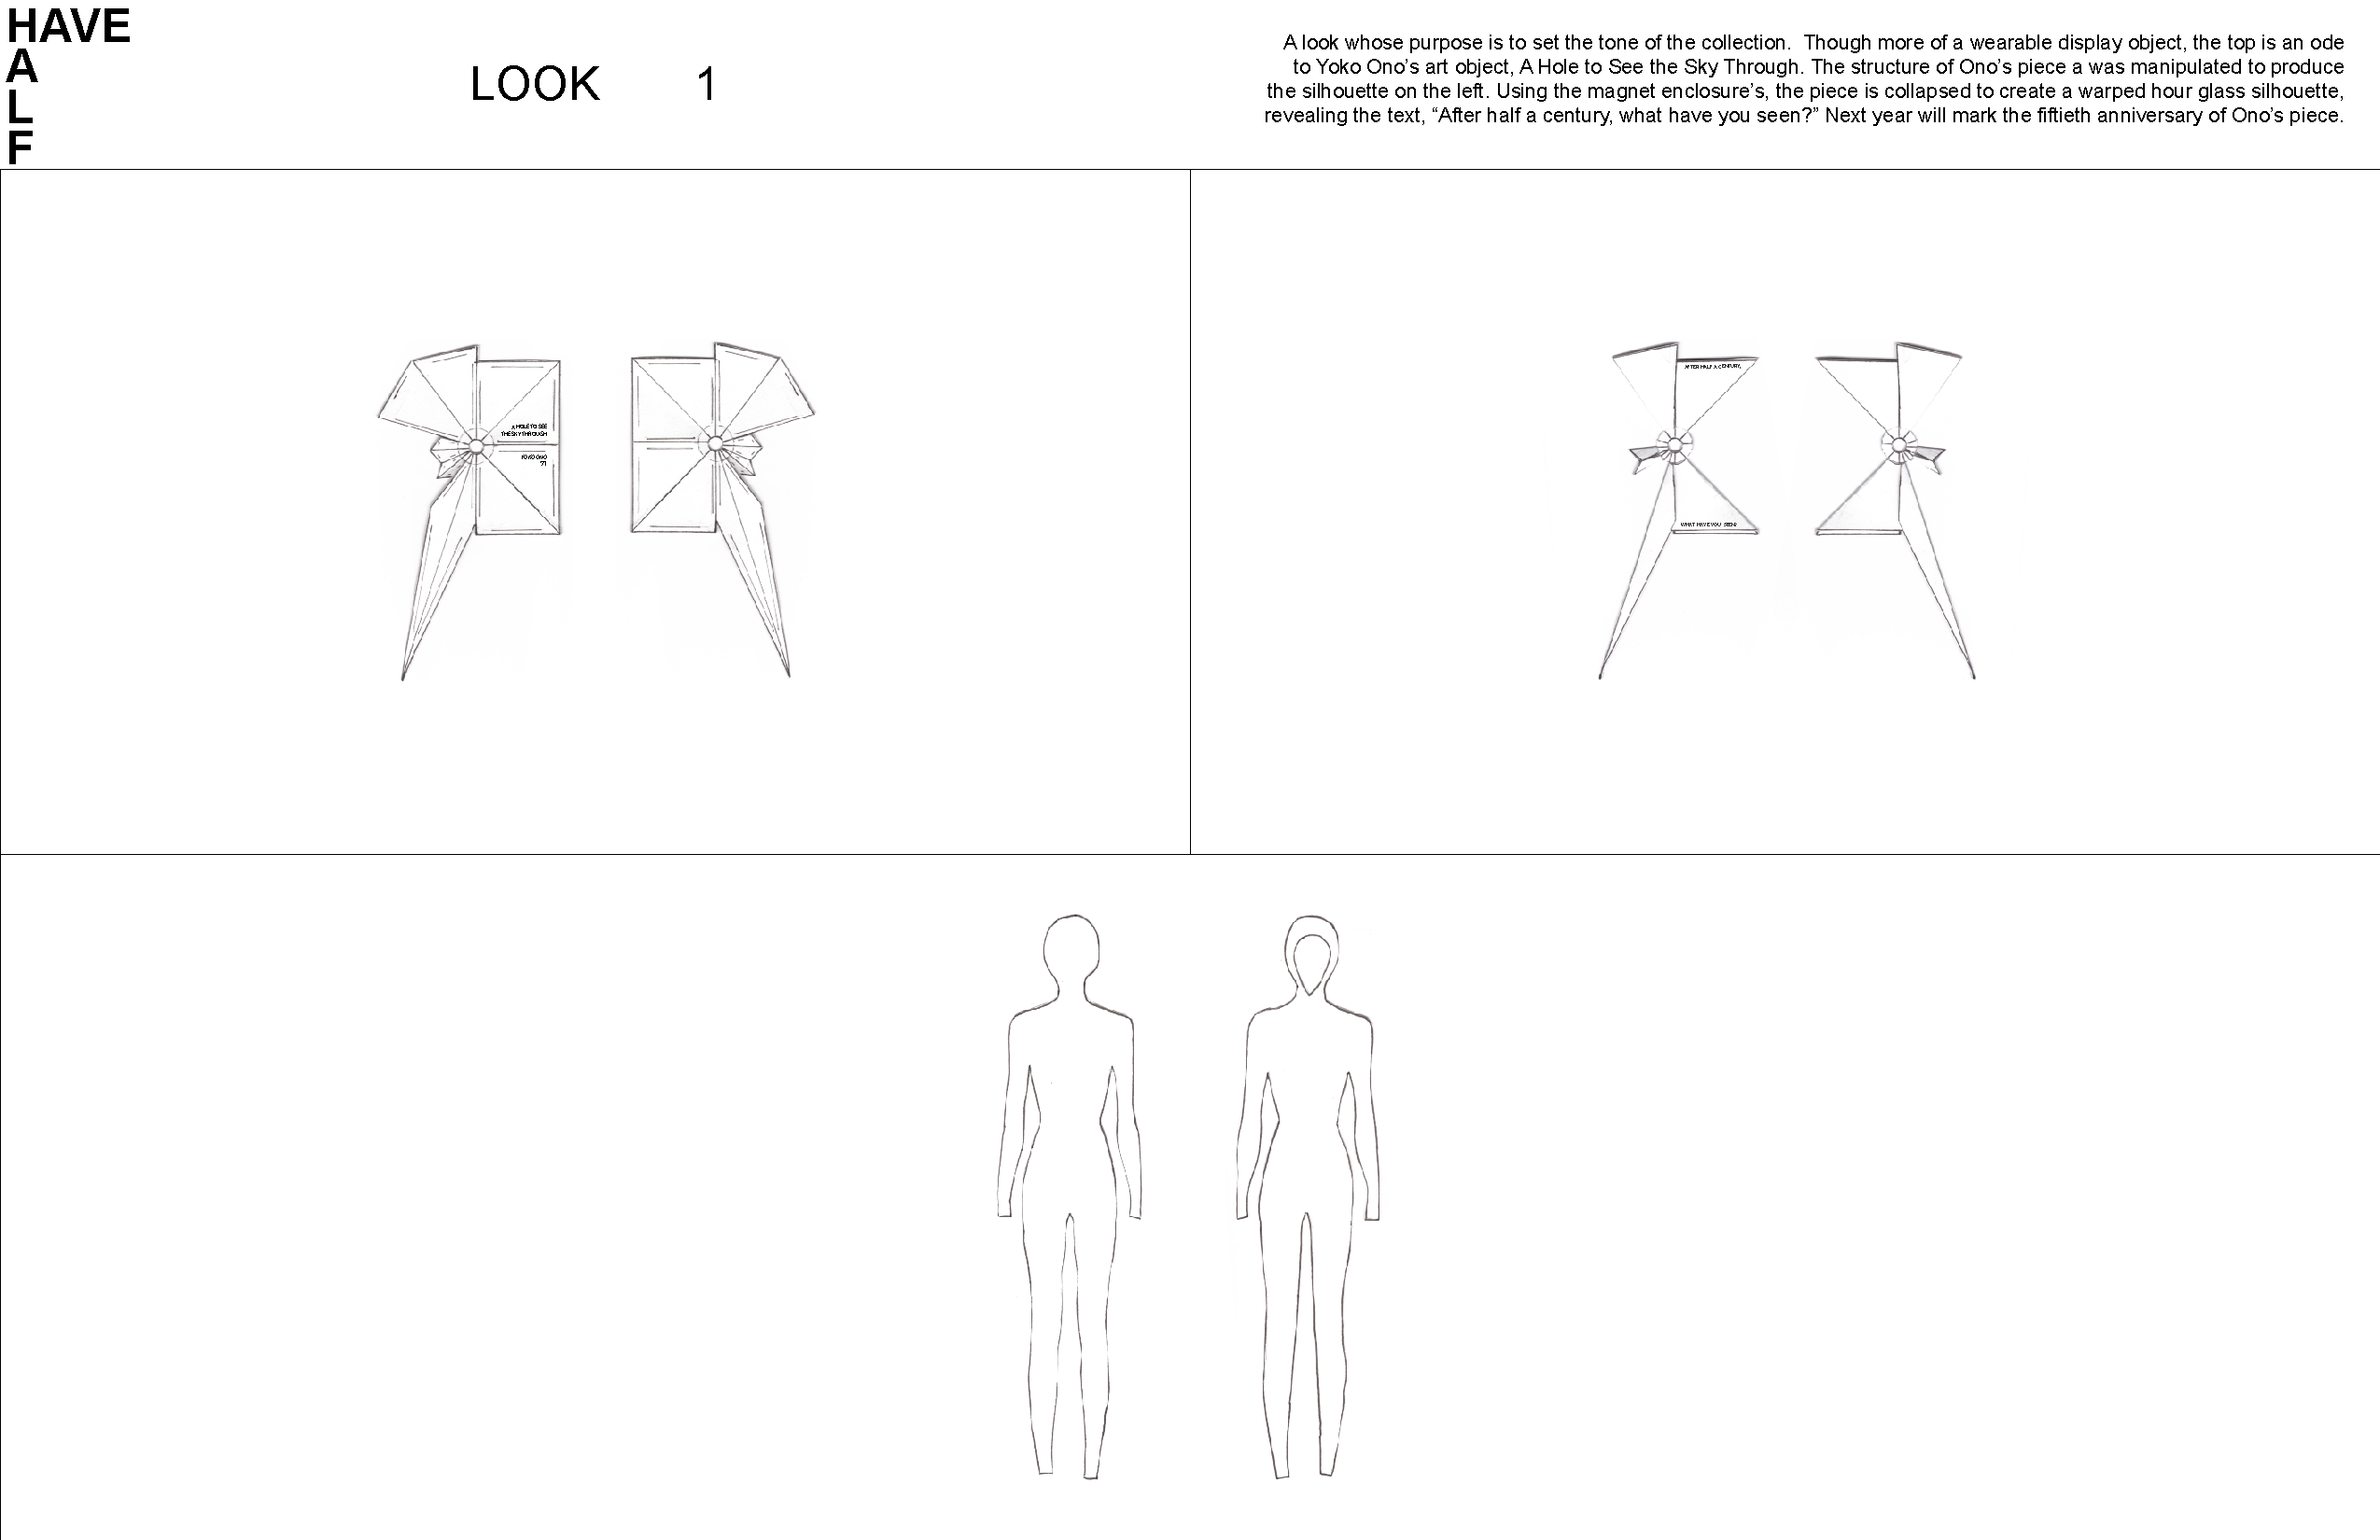 HAVE
A
L
F
LOOK 1
A look whose purpose is to set the tone of the collection.  Though more of a wearable display object, the top is an ode
to Yoko Ono’s art object, A Hole to See the Sky Through. The structure of Ono’s piece a was manipulated to produce
the silhouette on the left. Using the magnet enclosure’s, the piece is collapsed to create a warped hour glass silhouette,
revealing the text, “After half a century, what have you seen?” Next year will mark the fiftieth anniversary of Ono’s piece.
A HOLE TO SEE
THE SKY THROUGH
YOKO ONO
'71
AFTER HALF A CENTURY,
WHAT HAVE YOU SEEN?